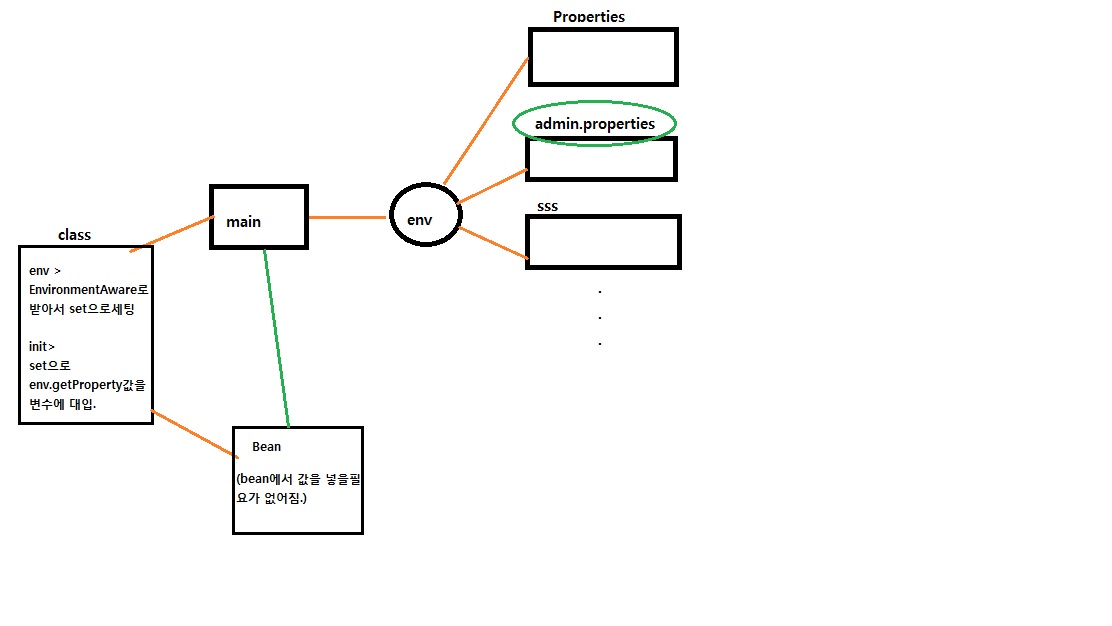 Properties
admin.properties
sss
env
main
class
env >
EnvironmentAware로
받아서 set으로세팅
init>
set으로
env.getProperty값을
변수에 대입.
Bean
(bean에서 값을 넣을필
요가 없어짐.)